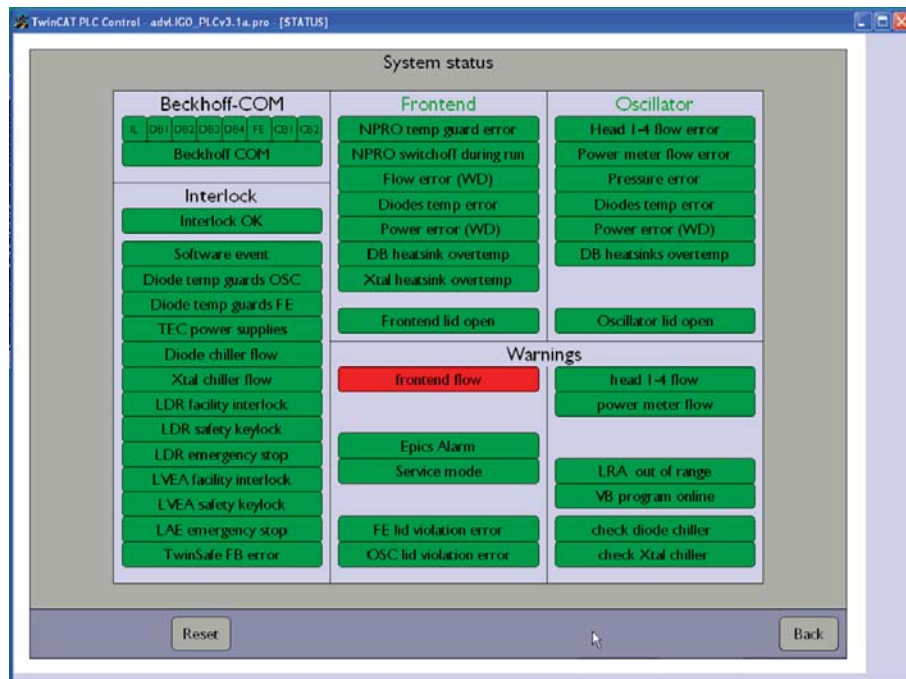 TwinCAT PLC Control - advLIGO_PLCv3.1a.pro - [STATUS]
System status
Beckhoff-COM
IL DB1 DB2 DB3 DB4 FE CB1 CB2
Beckhoff COM
Interlock
Interlock OK
Software event
Diode temp guards OSC
Diode temp guards FE
TEC power supplies
Diode chiller flow
Xtal chiller flow
LDR facility interlock
LDR safety keylock
LDR emergency stop
LVEA facility interlock
LVEA safety keylock
LAE emergency stop
TwinSafe FB error
Frontend
NPRO temp guard error
NPRO switchoff during run
Flow error (WD)
Diodes temp error
Power error (WD)
DB heatsink overtemp
Xtal heatsink overtemp
Frontend lid open
Oscillator
Head 1-4 flow error
Power meter flow error
Pressure error
Diodes temp error
Power error (WD)
DB heatsinks overtemp
Oscillator lid open
Warnings
frontend flow
Epics Alarm
Service mode
FE lid violation error
OSC lid violation error
head 1-4 flow
power meter flow
LRA out of range
VB program online
check diode chiller
check Xtal chiller
Reset
Back